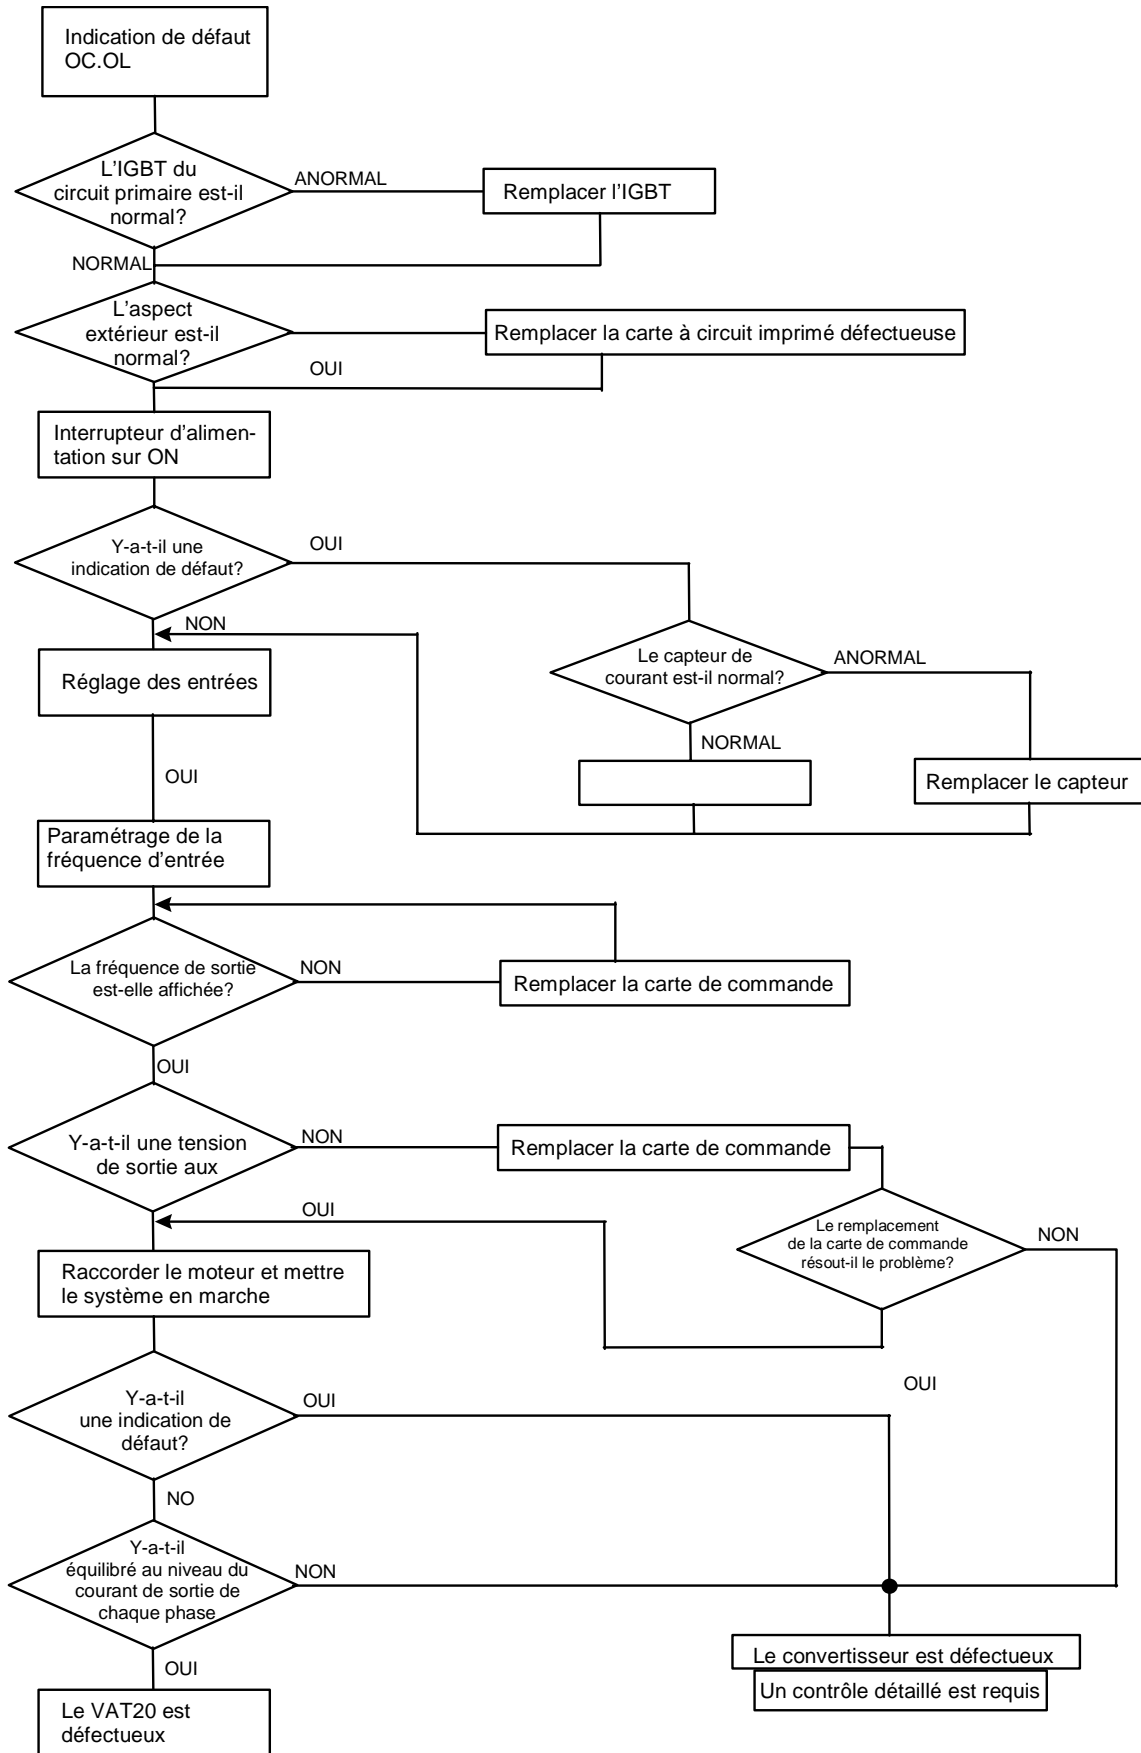 Indication de défaut
OC.OL
L'IGBT du
circuit primaire est-il
normal?
ANORMAL
Remplacer l'IGBT
NORMAL
L'aspect
extérieur est-il
normal?
Remplacer la carte à circuit imprimé défectueuse
OUI
Interrupteur d'alimen-
tation sur ON
Y-a-t-il une
indication de défaut?
OUI
NON
Le capteur de
courant est-il normal?
ANORMAL
Réglage des entrées
NORMAL
OUI
Remplacer le capteur
Paramétrage de la
fréquence d'entrée
La fréquence de sortie
est-elle affichée?
NON
Remplacer la carte de commande
OUI
Y-a-t-il une tension
de sortie aux
NON
Remplacer la carte de commande
OUI
Le remplacement
de la carte de commande
résout-il le problème?
NON
Raccorder le moteur et mettre
le système en marche
OUI
Y-a-t-il
une indication de
défaut?
OUI
NO
Y-a-t-il
équilibré au niveau du
courant de sortie de
chaque phase
NON
Le convertisseur est défectueux
Un contrôle détaillé est requis
OUI
Le VAT20 est
défectueux